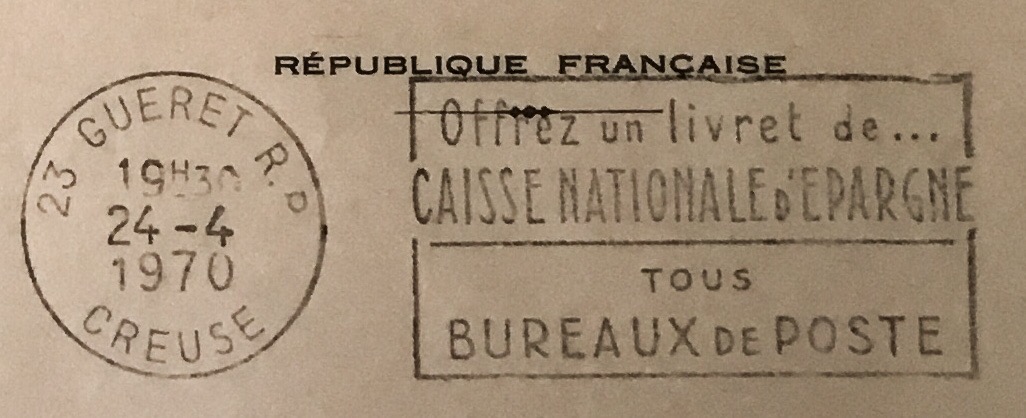 RÉPUBLIQUE FRANÇAISE
23 GUERET R.P
19H30
24-4
1970
CREUSE
Offrez un livret de...
CAISSE NATIONALE d'EPARGNE
TOUS
BUREAUX DE POSTE